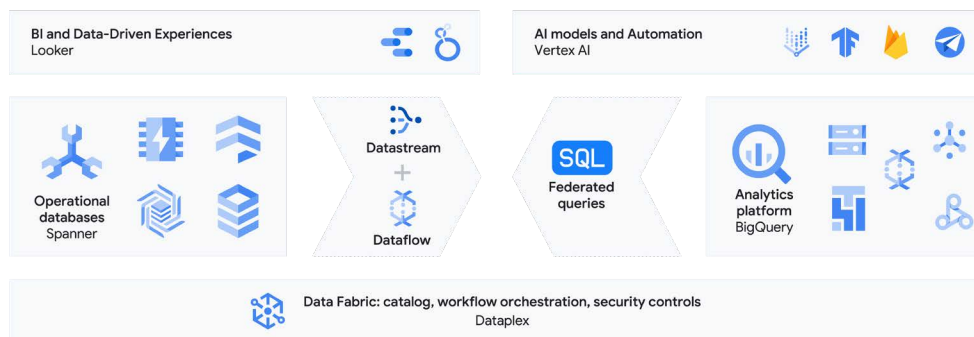 BI and Data-Driven Experiences
Looker
AI models and Automation
Vertex AI
Operational
databases
Spanner
Datastream
+
Dataflow
SQL
Federated
queries
Analytics
platform
BigQuery
Data Fabric: catalog, workflow orchestration, security controls
Dataplex